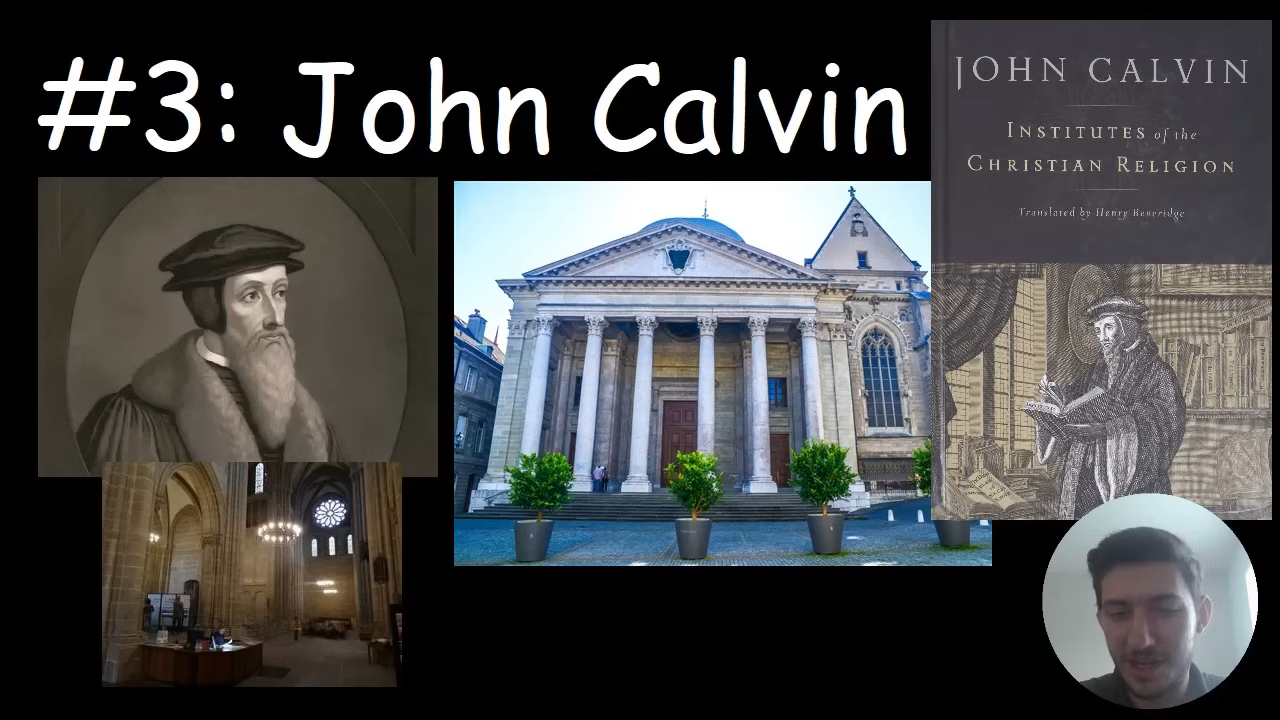 #3: John Calvin
JOHN CALVIN
INSTITUTES of the
CHRISTIAN RELIGION
Translated by Henry Beveridge